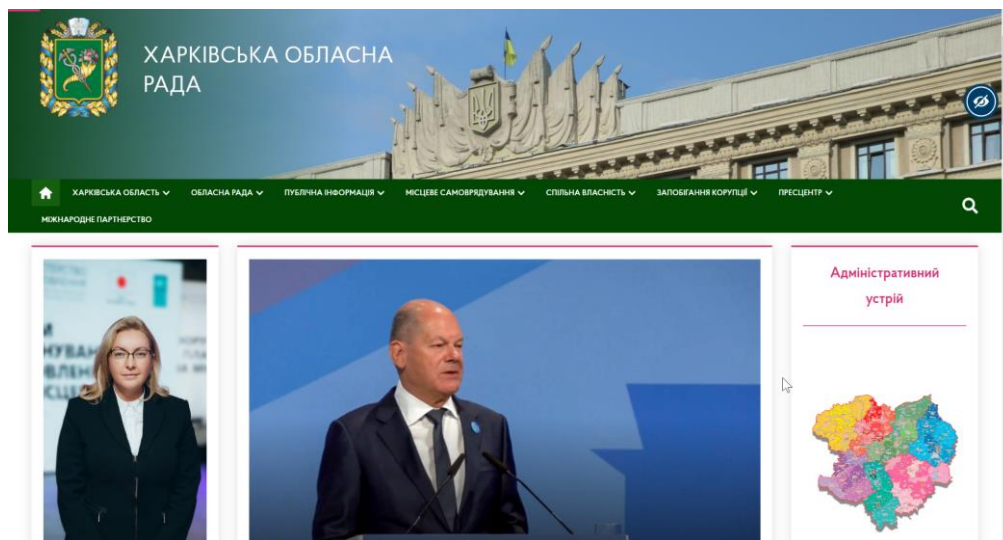 ХАРКІВСЬКА ОБЛАСНА
РАДА
ХАРКІВСЬКА ОБЛАСТЬ
ОБЛАСНА РАДА
ПУБЛІЧНА ІНФОРМАЦІЯ
МІСЦЕВЕ САМОВРЯДУВАННЯ
СПІЛЬНА ВЛАСНІСТЬ
ЗАПОБІГАННЯ КОРУПЦІЇ
ПРЕСЦЕНТР
МІЖНАРОДНЕ ПАРТНЕРСТВО
Адміністративний
устрій